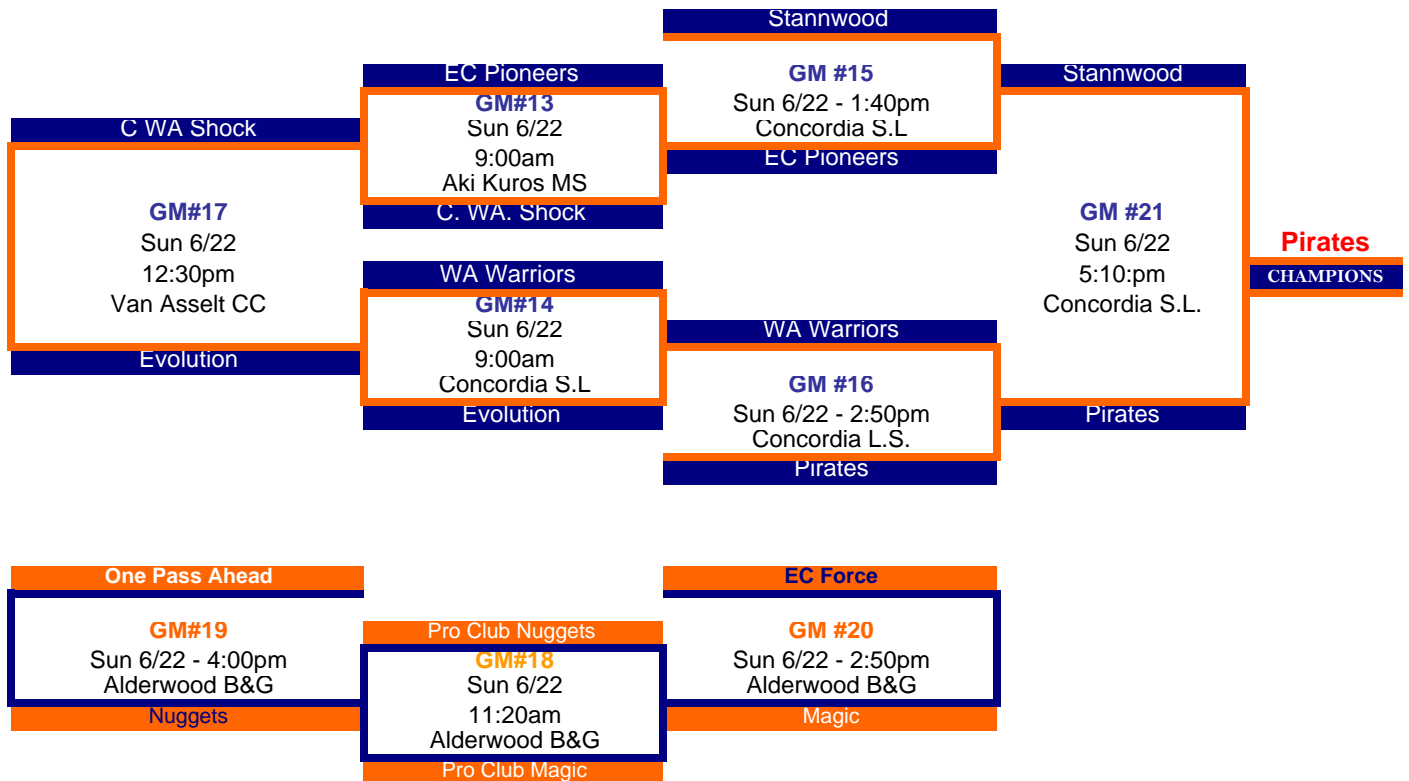 Stannwood
EC Pioneers
GM #15
Stannwood
GM#13
Sun 6/22 - 1:40pm
C WA Shock
Sun 6/22
Concordia S.L
9:00am
EC Pioneers
Aki Kuros MS
GM#17
C. WA. Shock
GM #21
Sun 6/22
Sun 6/22
Pirates
12:30pm
WA Warriors
5:10:pm
CHAMPIONS
Van Asselt CC
GM#14
Concordia S.L.
Sun 6/22
WA Warriors
Evolution
9:00am
Concordia S.L
GM #16
Evolution
Sun 6/22 - 2:50pm
Pirates
Concordia L.S.
Pirates
One Pass Ahead
EC Force
GM#19
Pro Club Nuggets
GM #20
Sun 6/22 - 4:00pm
GM#18
Sun 6/22 - 2:50pm
Alderwood B&G
Sun 6/22
Alderwood B&G
Nuggets
11:20am
Magic
Alderwood B&G
Pro Club Magic